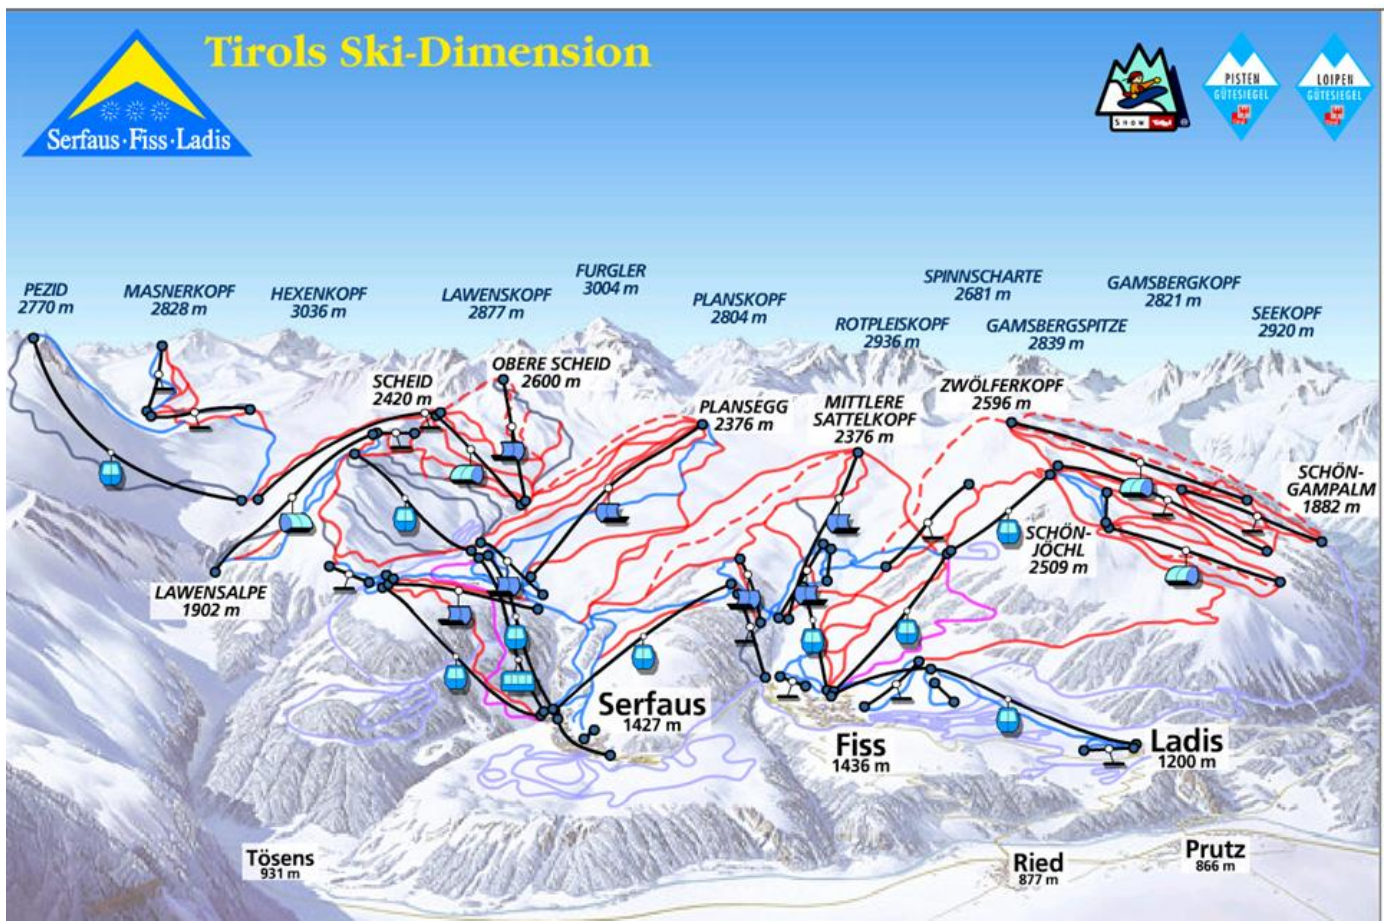 Tirols Ski-Dimension
Serfaus·Fiss·Ladis
SNOW
TIROL
PISTEN
GÜTESIEGEL
LOIPEN
GÜTESIEGEL
PEZID
2770 m
MASNERKOPF
2828 m
HEXENKOPF
3036 m
LAWENSKOPF
2877 m
FURGLER
3004 m
PLANSKOPF
2804 m
ROTPLEISKOPF
2936 m
SPINNSCHARTE
2681 m
GAMSBERGSPITZE
2839 m
GAMSBERGKOPF
2821 m
SEEKOPF
2920 m
SCHEID
2420 m
OBERE SCHEID
2600 m
PLANSEGG
2376 m
MITTLERE
SATTELKOPF
2376 m
ZWÖLFERKOPF
2596 m
SCHÖN-
GAMPALM
1882 m
SCHÖN-
JÖCHL
2509 m
LAWENSALPE
1902 m
Serfaus
1427 m
Fiss
1436 m
Ladis
1200 m
Tösens
931 m
Ried
877 m
Prutz
866 m